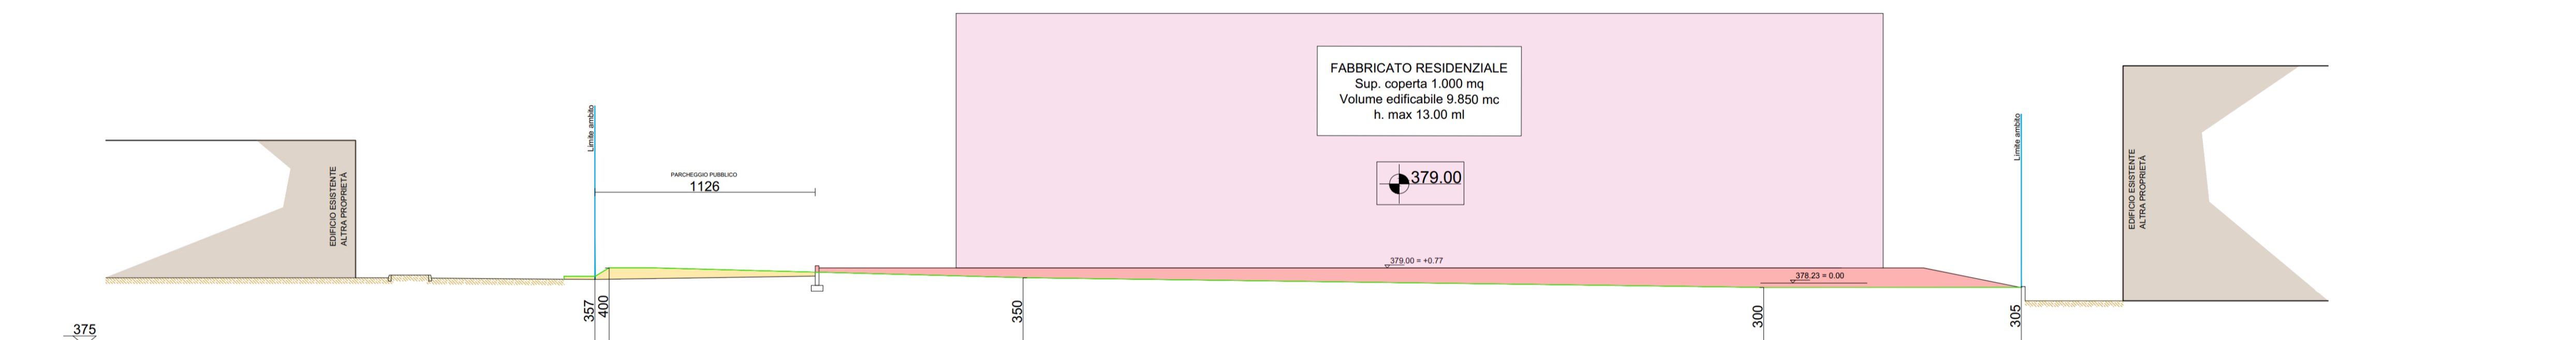 FABBRICATO RESIDENZIALE
Sup. coperta 1.000 mq
Volume edificabile 9.850 mc
h. max 13.00 ml
379.00
EDIFICIO ESISTENTE
ALTRA PROPRIETÀ
Limite ambito
PARCHEGGIO PUBBLICO
1126
Limite ambito
EDIFICIO ESISTENTE
ALTRA PROPRIETÀ
379.00 = +0.77
378.23 = 0.00
375
357
400
350
300
305